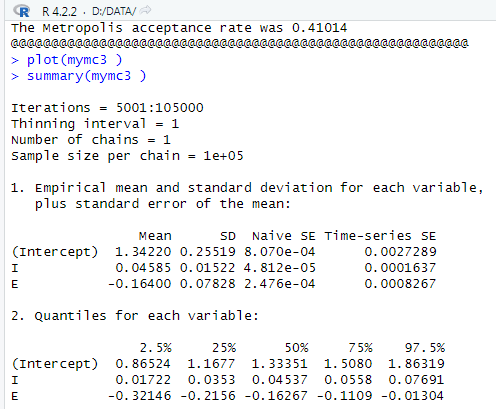 R 4.2.2 · D:/DATA/
The Metropolis acceptance rate was 0.41014
@@@@@@@@@@@@@@@@@@@@@@@@@@@@@@@@@@@@@@@@@@@@@@@@@@@@@@@@@
> plot(mymc3 )
> summary(mymc3 )
Iterations = 5001:105000
Thinning interval = 1
Number of chains = 1
Sample size per chain = 1e+05
1. Empirical mean and standard deviation for each variable,
plus standard error of the mean:
Mean SD Naive SE Time-series SE
(Intercept) 1.34220 0.25519 8.070e-04 0.0027289
I 0.04585 0.01522 4.812e-05 0.0001637
E -0.16400 0.07828 2.476e-04 0.0008267
2. Quantiles for each variable:
2.5% 25% 50% 75% 97.5%
(Intercept) 0.86524 1.1677 1.33351 1.5080 1.86319
I 0.01722 0.0353 0.04537 0.0558 0.07691
E -0.32146 -0.2156 -0.16267 -0.1109 -0.01304